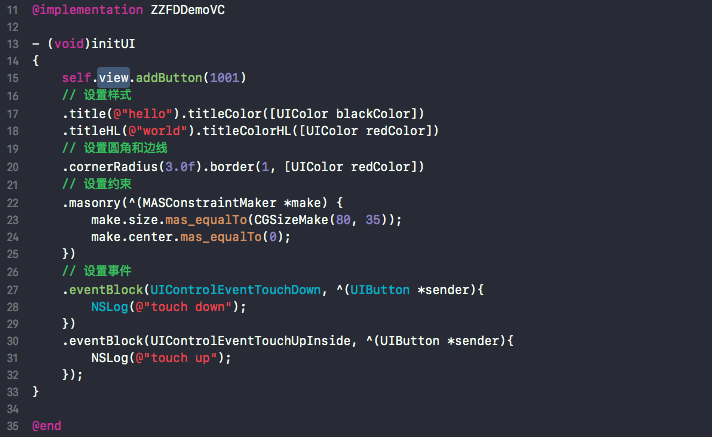 11 @implementation ZZFDDemoVC
12
13 - (void)initUI
14 {
15     self.view.addButton(1001)
16     // 设置样式
17     .title(@"hello").titleColor([UIColor blackColor])
18     .titleHL(@"world").titleColorHL([UIColor redColor])
19     // 设置圆角和边线
20     .cornerRadius(3.0f).border(1, [UIColor redColor])
21     // 设置约束
22     .masonry(^(MASConstraintMaker *make) {
23         make.size.mas_equalTo(CGSizeMake(80, 35));
24         make.center.mas_equalTo(0);
25     })
26     // 设置事件
27     .eventBlock(UIControlEventTouchDown, ^(UIButton *sender){
28         NSLog(@"touch down");
29     })
30     .eventBlock(UIControlEventTouchUpInside, ^(UIButton *sender){
31         NSLog(@"touch up");
32     });
33 }
34
35 @end